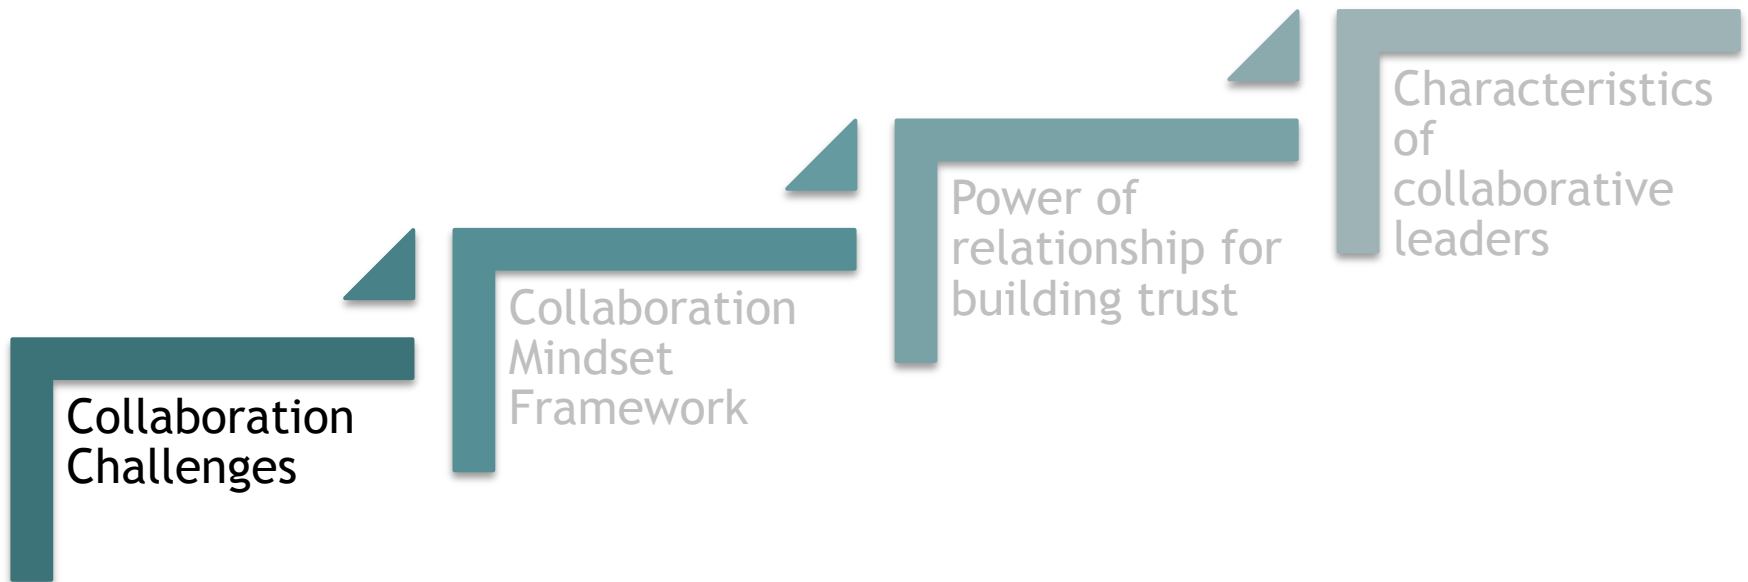 Collaboration
Challenges
Collaboration
Mindset
Framework
Power of
relationship for
building trust
Characteristics
of
collaborative
leaders